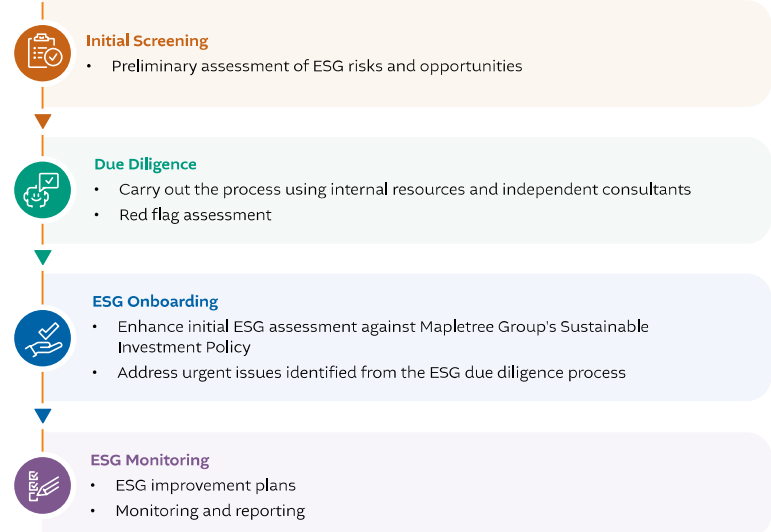 Initial Screening
• Preliminary assessment of ESG risks and opportunities
Due Diligence
• Carry out the process using internal resources and independent consultants
• Red flag assessment
ESG Onboarding
• Enhance initial ESG assessment against Mapletree Group's Sustainable
Investment Policy
• Address urgent issues identified from the ESG due diligence process
ESG Monitoring
• ESG improvement plans
• Monitoring and reporting